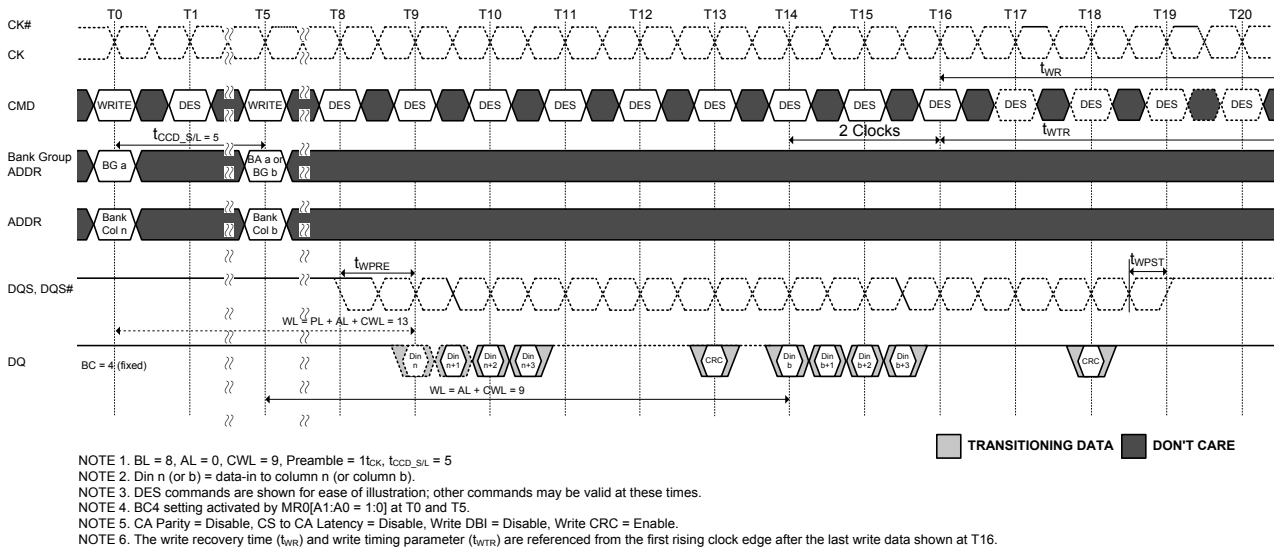 T0 T1 T5 T8 T9 T10 T11 T12 T13 T14 T15 T16 T17 T18 T19 T20
CK#
CK
tWR
CMD WRITE DES WRITE DES DES DES DES DES DES DES DES DES DES DES DES DES
tCCD_S/L = 5
2 Clocks
tWTR
Bank Group
ADDR
BG a
BA a or
BG b
ADDR
Bank
Col n
Bank
Col b
tWPRE
tWPST
DQS, DQS#
WL = PL + AL + CWL = 13
DQ
BC = 4 (fixed)
Din
n
Din
n+1
Din
n+2
Din
n+3
CRC
Din
b
Din
b+1
Din
b+2
Din
b+3
CRC
WL = AL + CWL = 9
TRANSITIONING DATA DON'T CARE
NOTE 1. BL = 8, AL = 0, CWL = 9, Preamble = 1tCK, tCCD_S/L = 5
NOTE 2. Din n (or b) = data-in to column n (or column b).
NOTE 3. DES commands are shown for ease of illustration; other commands may be valid at these times.
NOTE 4. BC4 setting activated by MR0[A1:A0 = 1:0] at T0 and T5.
NOTE 5. CA Parity = Disable, CS to CA Latency = Disable, Write DBI = Disable, Write CRC = Enable.
NOTE 6. The write recovery time (tWR) and write timing parameter (tWTR) are referenced from the first rising clock edge after the last write data shown at T16.